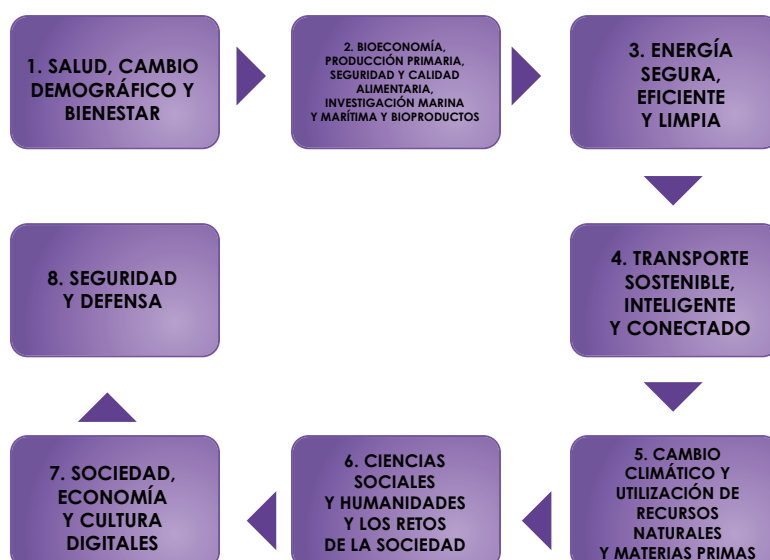 1. SALUD, CAMBIO
DEMOGRÁFICO Y
BIENESTAR
2. BIOECONOMÍA,
PRODUCCIÓN PRIMARIA,
SEGURIDAD Y CALIDAD
ALIMENTARIA,
INVESTIGACIÓN MARINA
Y MARÍTIMA Y BIOPRODUCTOS
3. ENERGÍA
SEGURA,
EFICIENTE
Y LIMPIA
4. TRANSPORTE
SOSTENIBLE,
INTELIGENTE
Y CONECTADO
5. CAMBIO
CLIMÁTICO Y
UTILIZACIÓN DE
RECURSOS
NATURALES
Y MATERIAS PRIMAS
6. CIENCIAS
SOCIALES
Y HUMANIDADES
Y LOS RETOS
DE LA SOCIEDAD
7. SOCIEDAD,
ECONOMÍA
Y CULTURA
DIGITALES
8. SEGURIDAD
Y DEFENSA